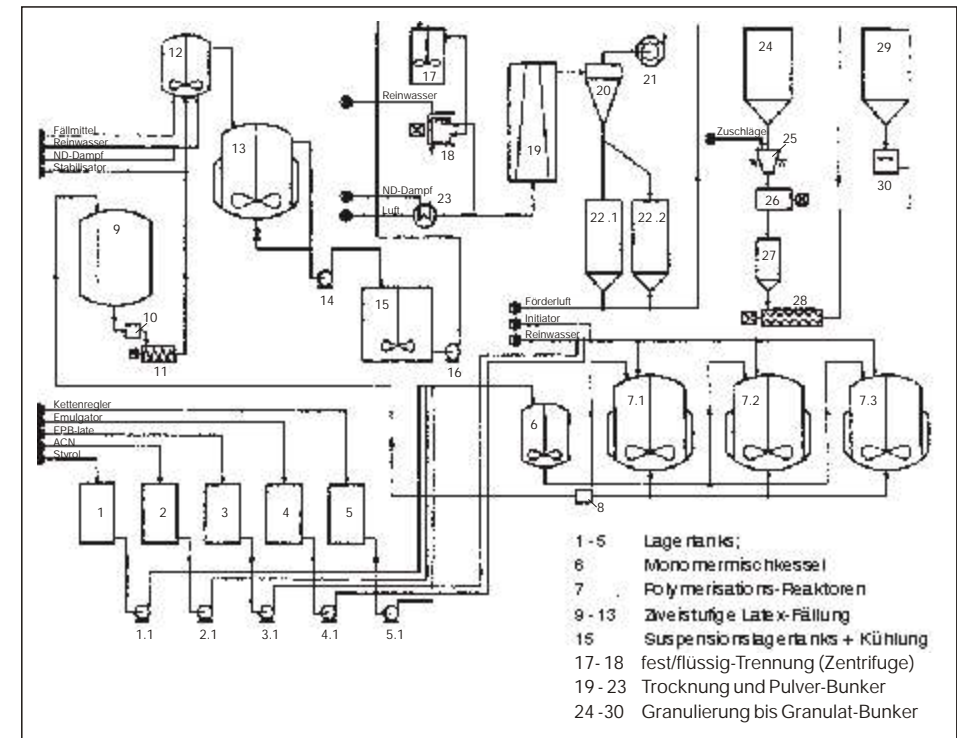 12
17
21
24
29
Reinwasser
20
Fällmittel
Reinwasser
ND-Dampf
Stabilisator
13
18
19
Zuschläge
25
30
ND-Dampf
23
Luft
26
9
22.1
22.2
27
10
11
14
15
16
Förderluft
Initiator
Reinwasser
28
Kettenregler
Emulgator
EPB-late
ACN
Styrol
6
7.1
7.2
7.3
8
1
2
3
4
5
1.1
2.1
3.1
4.1
5.1
1-5 Lagertanks;
6 Monomermischkessel
7 Polymerisations-Reaktoren
9-13 Zweistufige Latex-Fällung
15 Suspensionslagertanks + Kühlung
17-18 fest/flüssig-Trennung (Zentrifuge)
19-23 Trocknung und Pulver-Bunker
24-30 Granulierung bis Granulat-Bunker